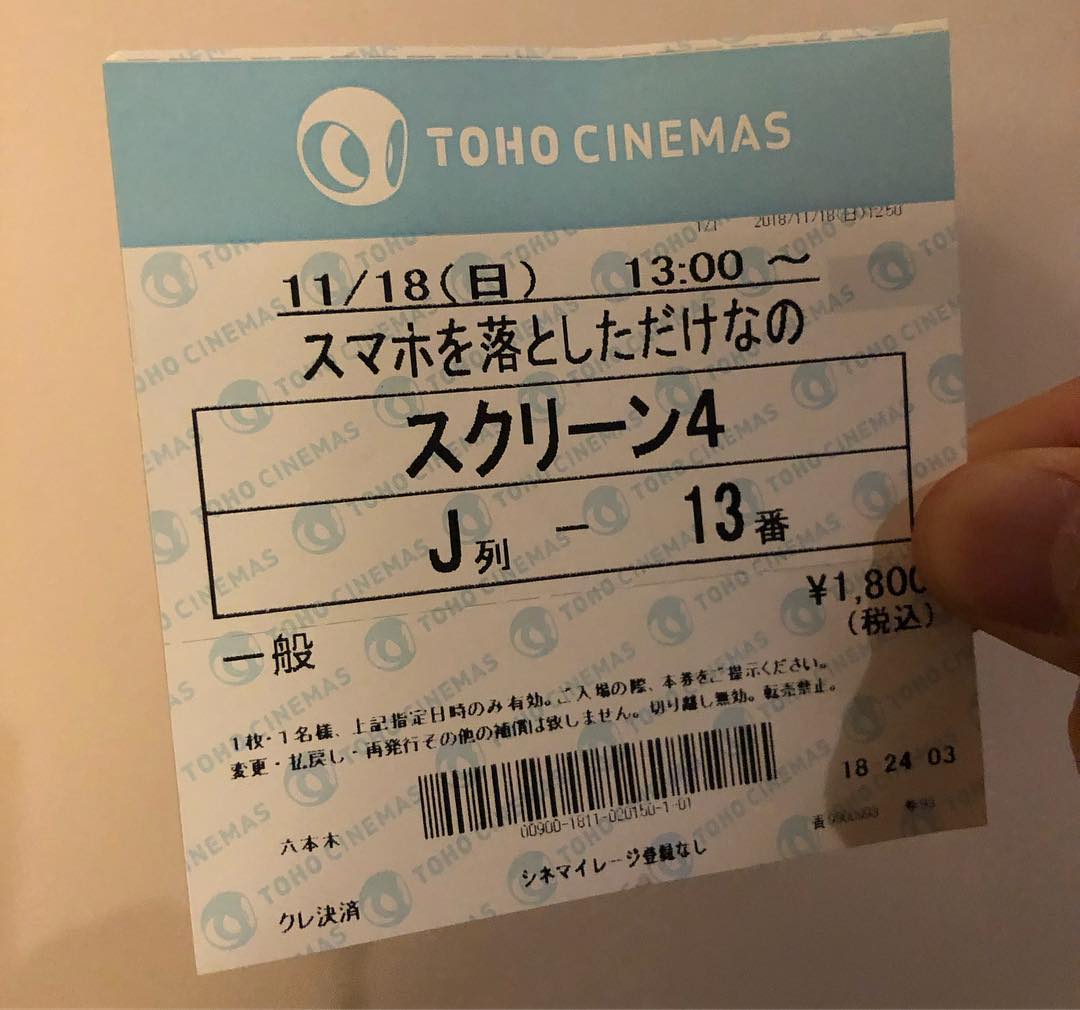 TOHO CINEMAS
2018/11/18(日)12:50
11/18(日) 13:00 ～
スマホを落としただけなの
スクリーン4
J列 － 13番
¥1,800
(税込)
一般
1枚・1名様、上記指定日時のみ有効。ご入場の際、本券をご提示ください。
変更・払戻し・再発行その他の補償は致しません。切り離し無効。転売禁止。
18 24 03
00900-1811-020150-1-01
六本木
シネマイレージ登録なし
クレ決済